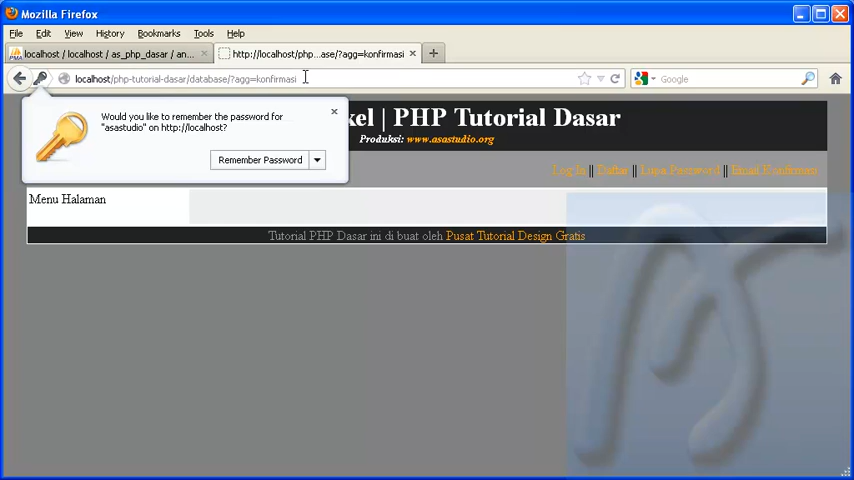 Mozilla Firefox
File Edit View History Bookmarks Tools Help
localhost / localhost / as_php_dasar / an...
http://localhost/php...ase/?agg=konfirmasi
localhost/php-tutorial-dasar/database/?agg=konfirmasi
Google
Would you like to remember the password for
"asastudio" on http://localhost?
Remember Password
kel | PHP Tutorial Dasar
Produksi: www.asastudio.org
Log In || Daftar || Lupa Password || Email Konfirmasi
Menu Halaman
Tutorial PHP Dasar ini di buat oleh Pusat Tutorial Design Gratis